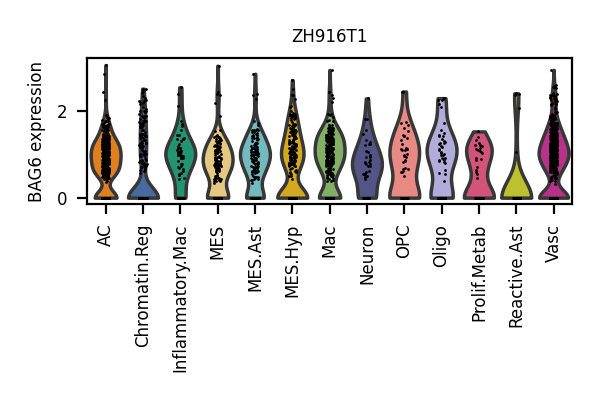 ZH916T1
BAG6 expression
2
0
AC
Chromatin.Reg
Inflammatory.Mac
MES
MES.Ast
MES.Hyp
Mac
Neuron
OPC
Oligo
Prolif.Metab
Reactive.Ast
Vasc